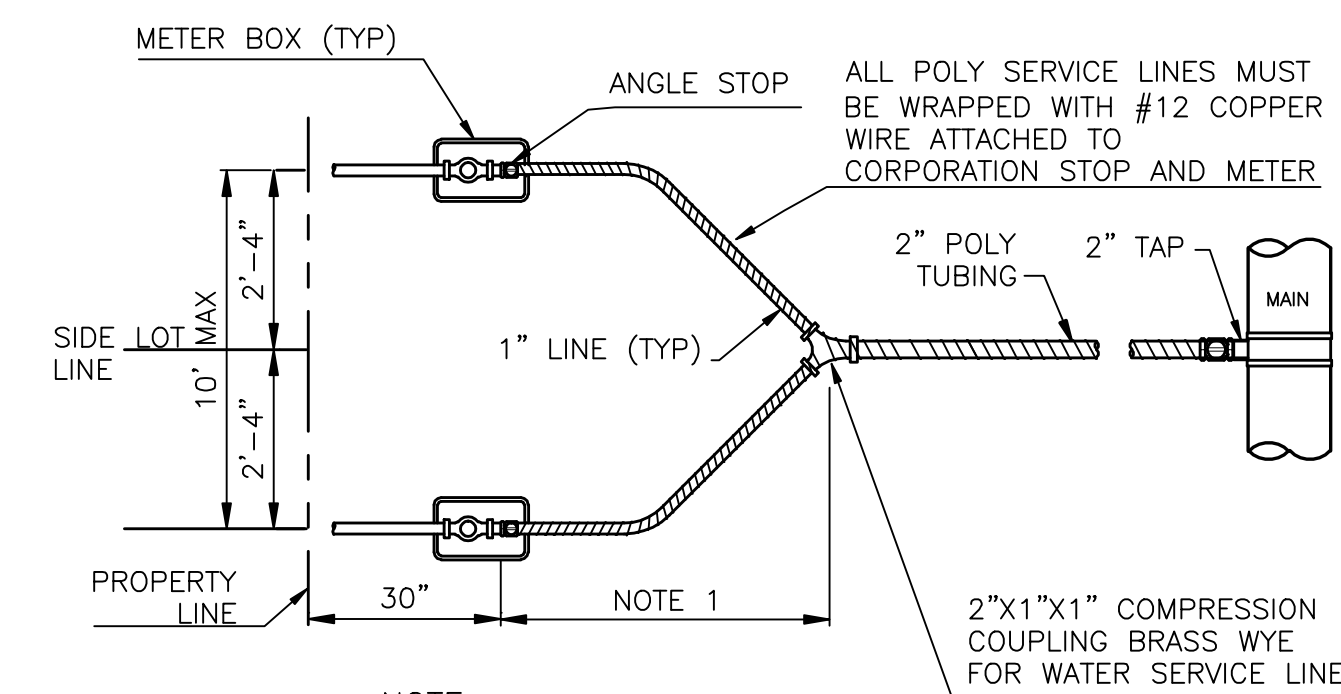 METER BOX (TYP)
ANGLE STOP
ALL POLY SERVICE LINES MUST
BE WRAPPED WITH #12 COPPER
WIRE ATTACHED TO
CORPORATION STOP AND METER
2" POLY
TUBING
2" TAP
MAIN
2'-4"
10' MAX
2'-4"
SIDE LOT
LINE
1" LINE (TYP)
PROPERTY
LINE
30"
NOTE 1
2"X1"X1" COMPRESSION
COUPLING BRASS WYE
FOR WATER SERVICE LINE
NOTE